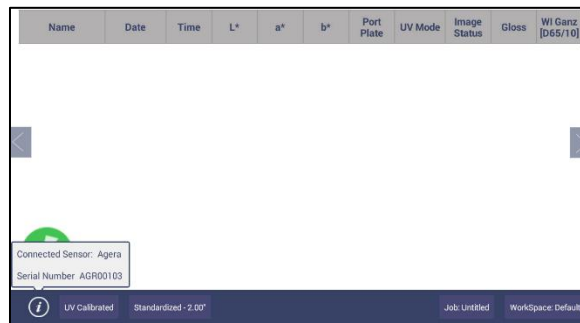 Name Date Time L* a* b* Port Plate UV Mode Image Status Gloss WI Ganz [D65/10]
Connected Sensor: Agera
Serial Number AGR00103
UV Calibrated Standardized - 2.00" Job: Untitled WorkSpace: Default